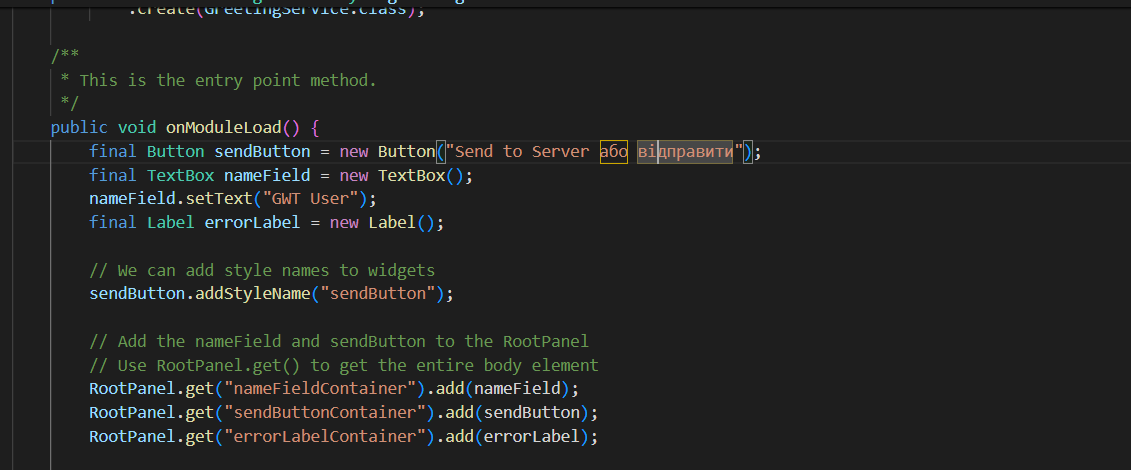 .create(GreetingService.class);
/**
* This is the entry point method.
*/
public void onModuleLoad() {
final Button sendButton = new Button("Send to Server або відправити");
final TextBox nameField = new TextBox();
nameField.setText("GWT User");
final Label errorLabel = new Label();
// We can add style names to widgets
sendButton.addStyleName("sendButton");
// Add the nameField and sendButton to the RootPanel
// Use RootPanel.get() to get the entire body element
RootPanel.get("nameFieldContainer").add(nameField);
RootPanel.get("sendButtonContainer").add(sendButton);
RootPanel.get("errorLabelContainer").add(errorLabel);